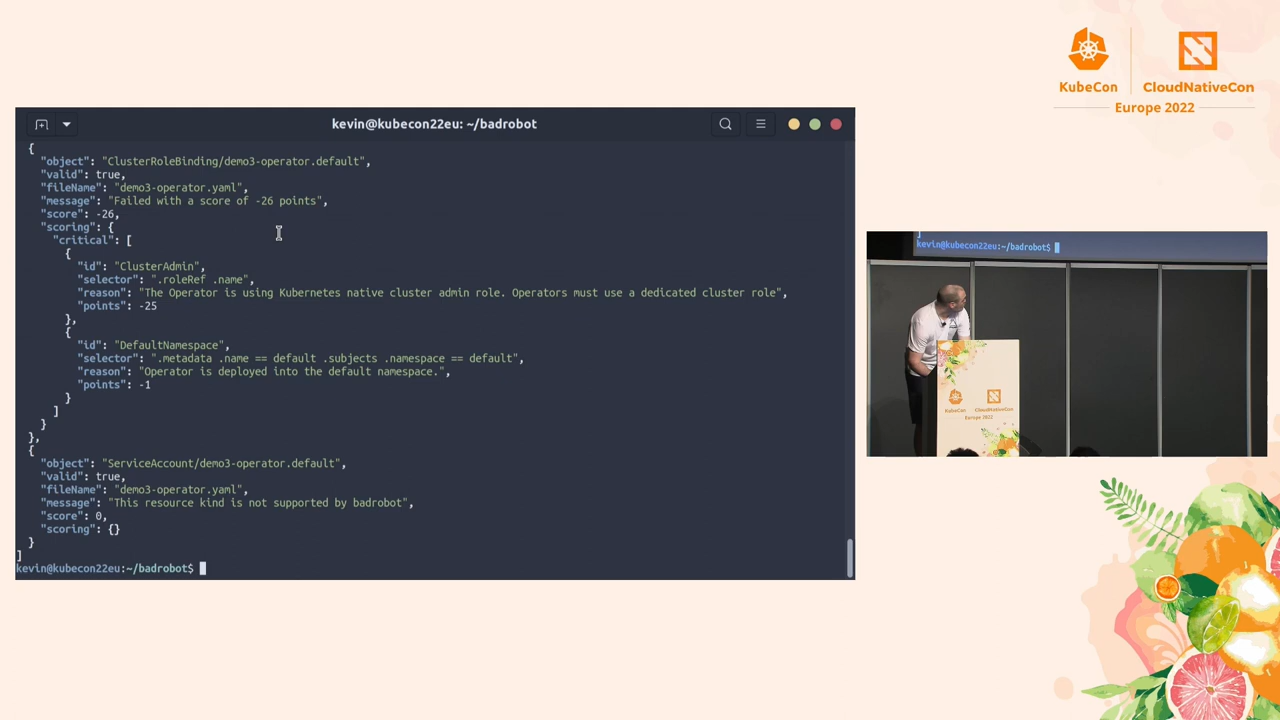 KubeCon
CloudNativeCon
Europe 2022
kevin@kubecon22eu: ~/badrobot
{
"object": "ClusterRoleBinding/demo3-operator.default",
"valid": true,
"fileName": "demo3-operator.yaml",
"message": "Failed with a score of -26 points",
"score": -26,
"scoring": {
"critical": [
{
"id": "ClusterAdmin",
"selector": ".roleRef .name",
"reason": "The Operator is using Kubernetes native cluster admin role. Operators must use a dedicated cluster role",
"points": -25
},
{
"id": "DefaultNamespace",
"selector": ".metadata .name == default .subjects .namespace == default",
"reason": "Operator is deployed into the default namespace.",
"points": -1
}
]
}
},
{
"object": "ServiceAccount/demo3-operator.default",
"valid": true,
"fileName": "demo3-operator.yaml",
"message": "This resource kind is not supported by badrobot",
"score": 0,
"scoring": {}
}
]
kevin@kubecon22eu:~/badrobot$
]
kevin@kubecon22eu:~/badrobot$
KubeCon
CloudNativeCon
Europe 2022